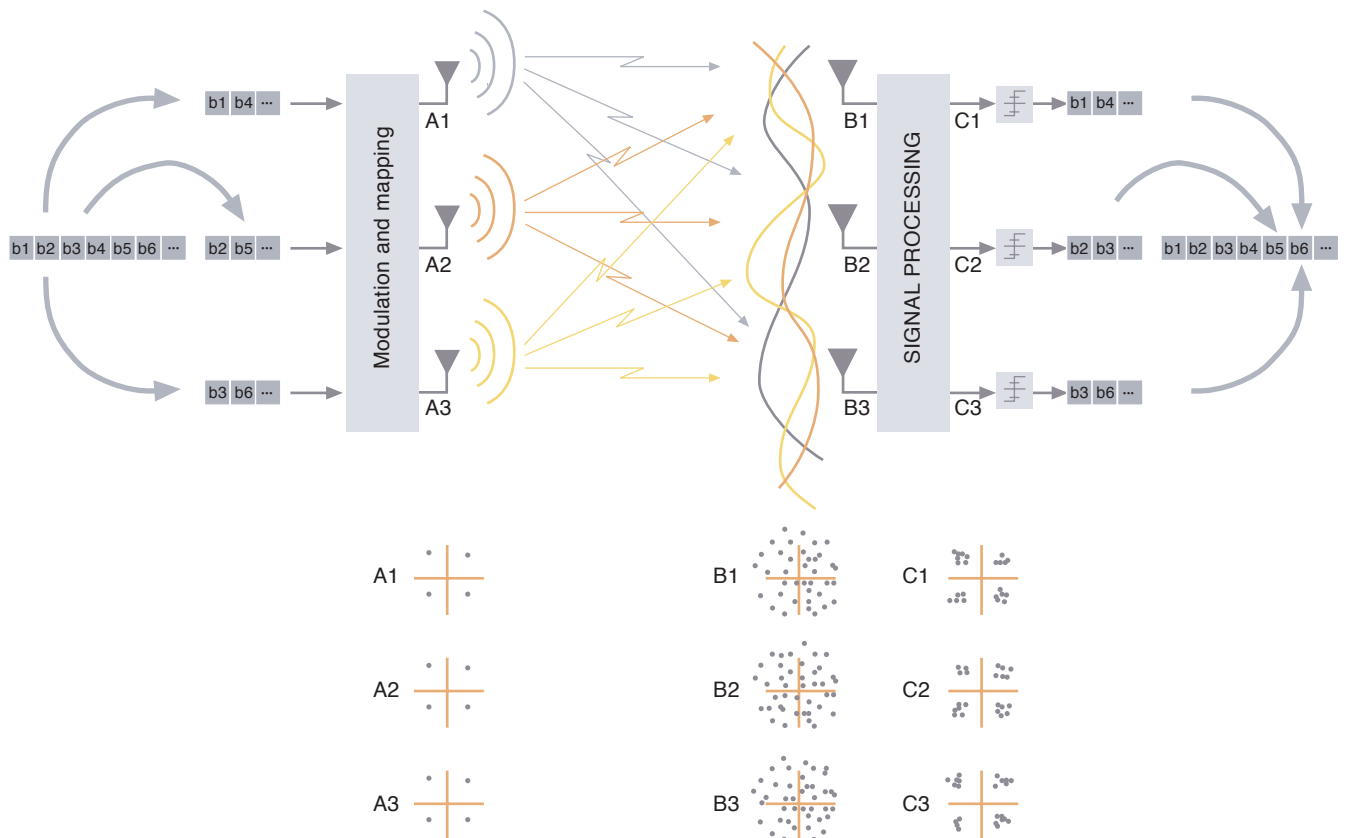 b1 b4 ...
Modulation and mapping
A1
B1
SIGNAL PROCESSING
C1
b1 b4 ...
b1 b2 b3 b4 b5 b6 ...
b2 b5 ...
A2
B2
C2
b2 b3 ...
b1 b2 b3 b4 b5 b6 ...
b3 b6 ...
A3
B3
C3
b3 b6 ...
A1
B1
C1
A2
B2
C2
A3
B3
C3